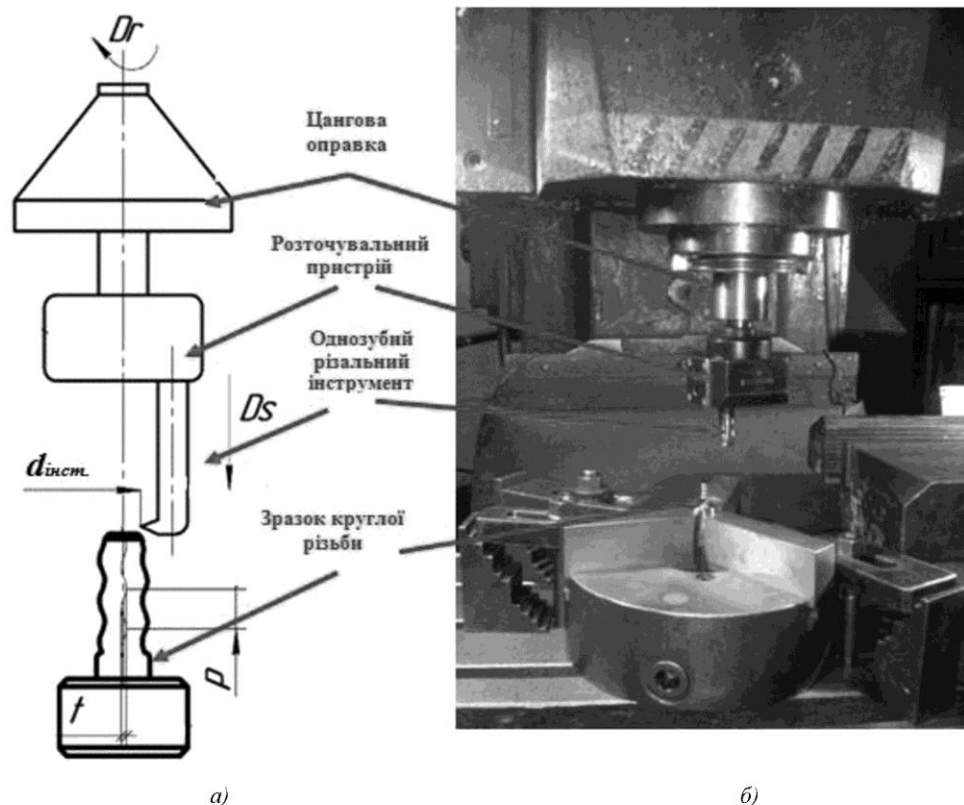 Dr
Цангова
оправка
Розточувальний
пристрій
Однозубий
різальний
інструмент
Ds
dінст.
Зразок круглої
різьби
P
t
а)
б)